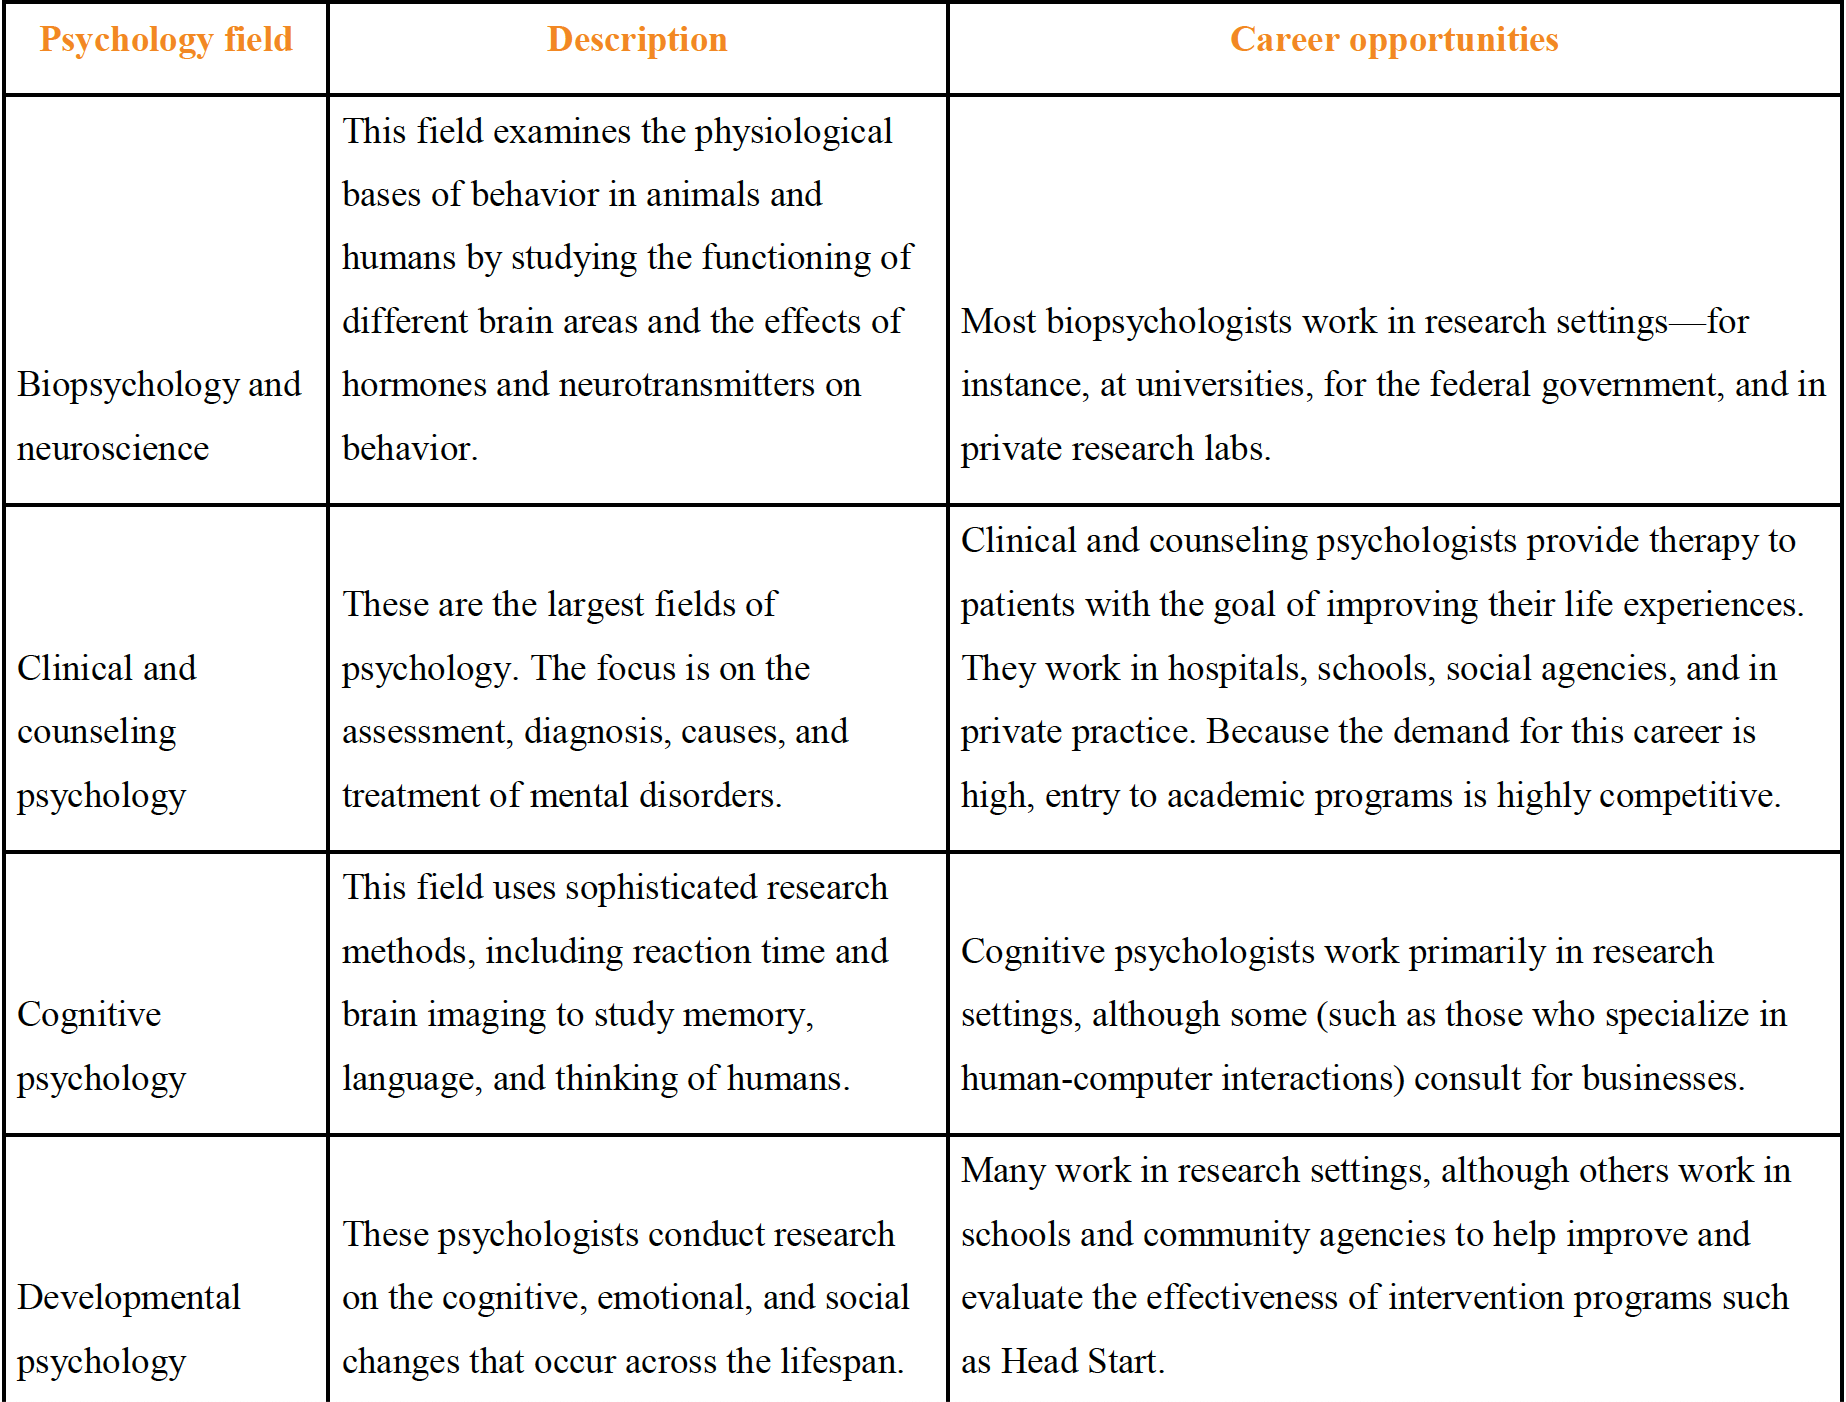 Psychology field
Description
Career opportunities
Biopsychology and
neuroscience
This field examines the physiological
bases of behavior in animals and
humans by studying the functioning of
different brain areas and the effects of
hormones and neurotransmitters on
behavior.
Most biopsychologists work in research settings—for
instance, at universities, for the federal government, and in
private research labs.
Clinical and
counseling
psychology
These are the largest fields of
psychology. The focus is on the
assessment, diagnosis, causes, and
treatment of mental disorders.
Clinical and counseling psychologists provide therapy to
patients with the goal of improving their life experiences.
They work in hospitals, schools, social agencies, and in
private practice. Because the demand for this career is
high, entry to academic programs is highly competitive.
Cognitive
psychology
This field uses sophisticated research
methods, including reaction time and
brain imaging to study memory,
language, and thinking of humans.
Cognitive psychologists work primarily in research
settings, although some (such as those who specialize in
human-computer interactions) consult for businesses.
Developmental
psychology
These psychologists conduct research
on the cognitive, emotional, and social
changes that occur across the lifespan.
Many work in research settings, although others work in
schools and community agencies to help improve and
evaluate the effectiveness of intervention programs such
as Head Start.